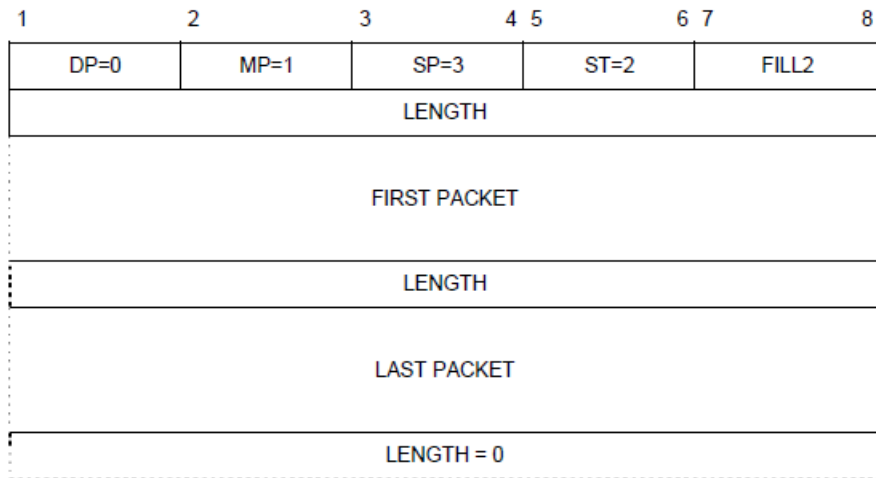 1 2 3 4 5 6 7 8
DP=0 MP=1 SP=3 ST=2 FILL2
LENGTH
FIRST PACKET
LENGTH
LAST PACKET
LENGTH = 0